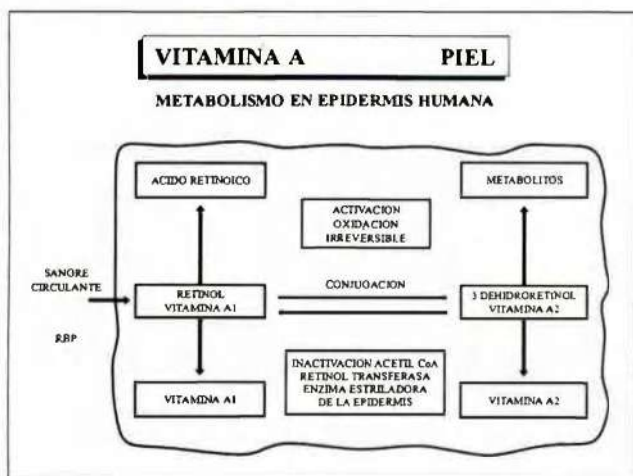 VITAMINA A PIEL
METABOLISMO EN EPIDERMIS HUMANA
ACIDO RETINOICO
METABOLITOS
ACTIVACION
OXIDACION
IRREVERSIBLE
SANGRE
CIRCULANTE
RETINOL
VITAMINA A1
CONJUGACION
3 DEHIDRORETINOL
VITAMINA A2
RBP
INACTIVACION ACETIL CoA
RETINOL TRANSFERASA
ENZIMA ESTRILADORA
DE LA EPIDERMIS
VITAMINA A1
VITAMINA A2